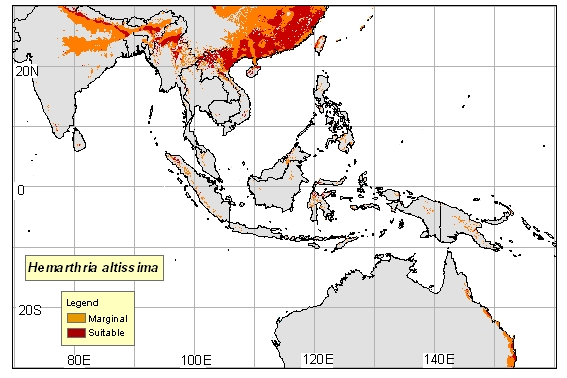 20N
0
Hemarthria altissima
Legend
Marginal
Suitable
20S
80E 100E 120E 140E